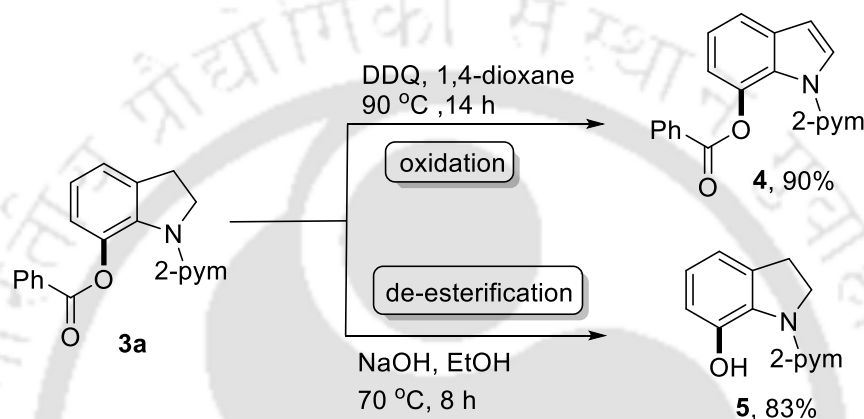 प्रौद्योगिकी
DDQ, 1,4-dioxane
90 °C ,14 h
oxidation
N
2-pym
Ph
O
O
4, 90%
N
2-pym
Ph
O
O
3a
de-esterification
NaOH, EtOH
70 °C, 8 h
N
2-pym
OH
5, 83%